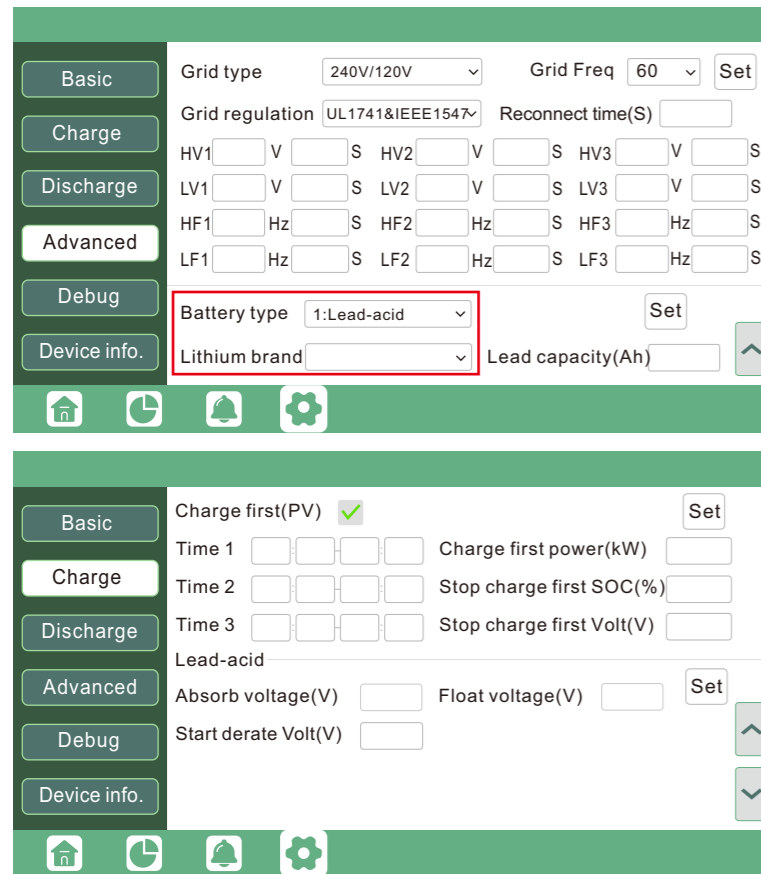 Basic
Charge
Discharge
Advanced
Debug
Device info.
Grid type 240V/120V Grid Freq 60 Set
Grid regulation UL1741&IEEE1547 Reconnect time(S)
HV1 V S HV2 V S HV3 V S
LV1 V S LV2 V S LV3 V S
HF1 Hz S HF2 Hz S HF3 Hz S
LF1 Hz S LF2 Hz S LF3 Hz S
Battery type 1:Lead-acid Set
Lithium brand Lead capacity(Ah)
Basic
Charge
Discharge
Advanced
Debug
Device info.
Charge first(PV) Set
Time 1 : - : Charge first power(kW)
Time 2 : - : Stop charge first SOC(%)
Time 3 : - : Stop charge first Volt(V)
Lead-acid
Absorb voltage(V) Float voltage(V) Set
Start derate Volt(V)